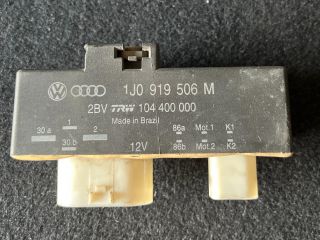 1J0 919 506 M
2BV TRW 104 400 000
Made in Brazil
30 a 1 2 86a Mot.1 K1
30 b 12V 86b Mot.2 K2